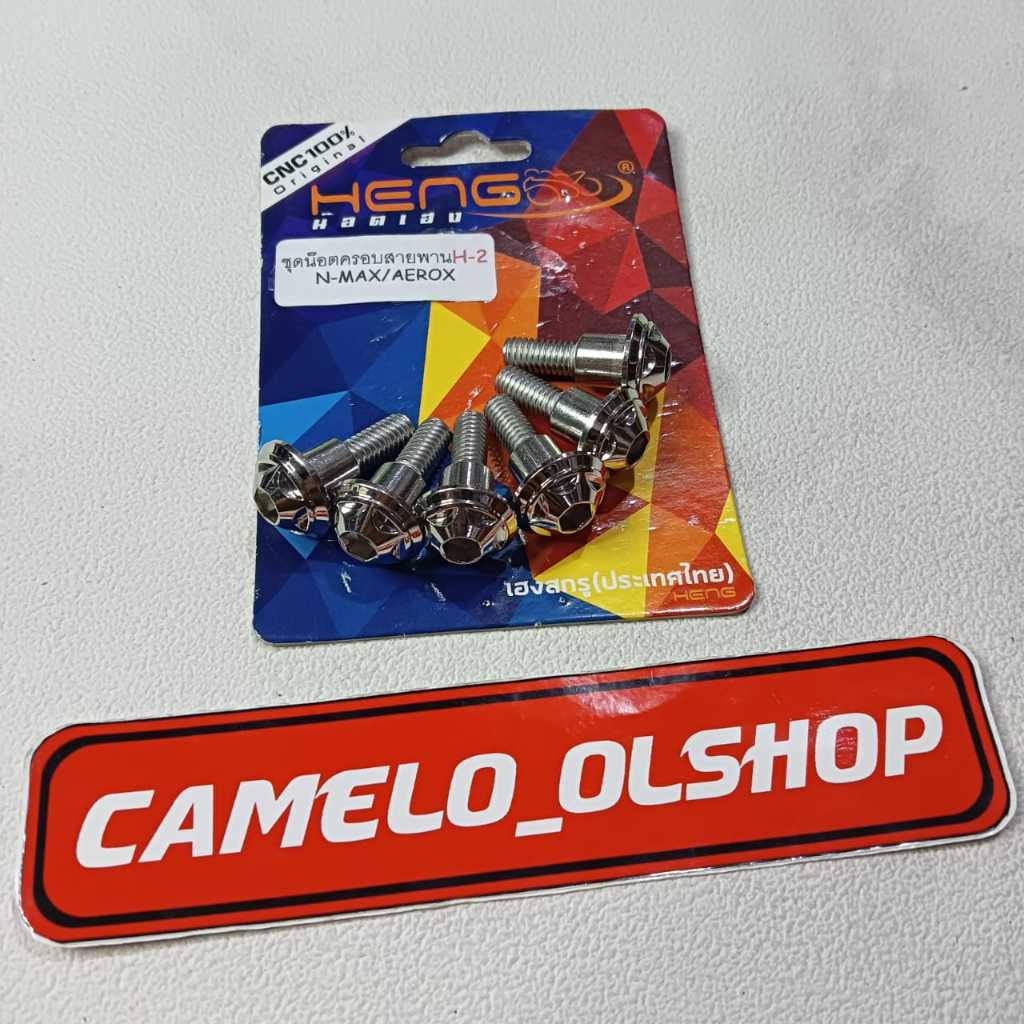 CNC100%
Original
HENG ®
น๊อตเฮง
ชุดน๊อตครอบสายพานH-2
N-MAX/AEROX
เฮงสกรู(ประเทศไทย)
HENG
CAMELO_OLSHOP